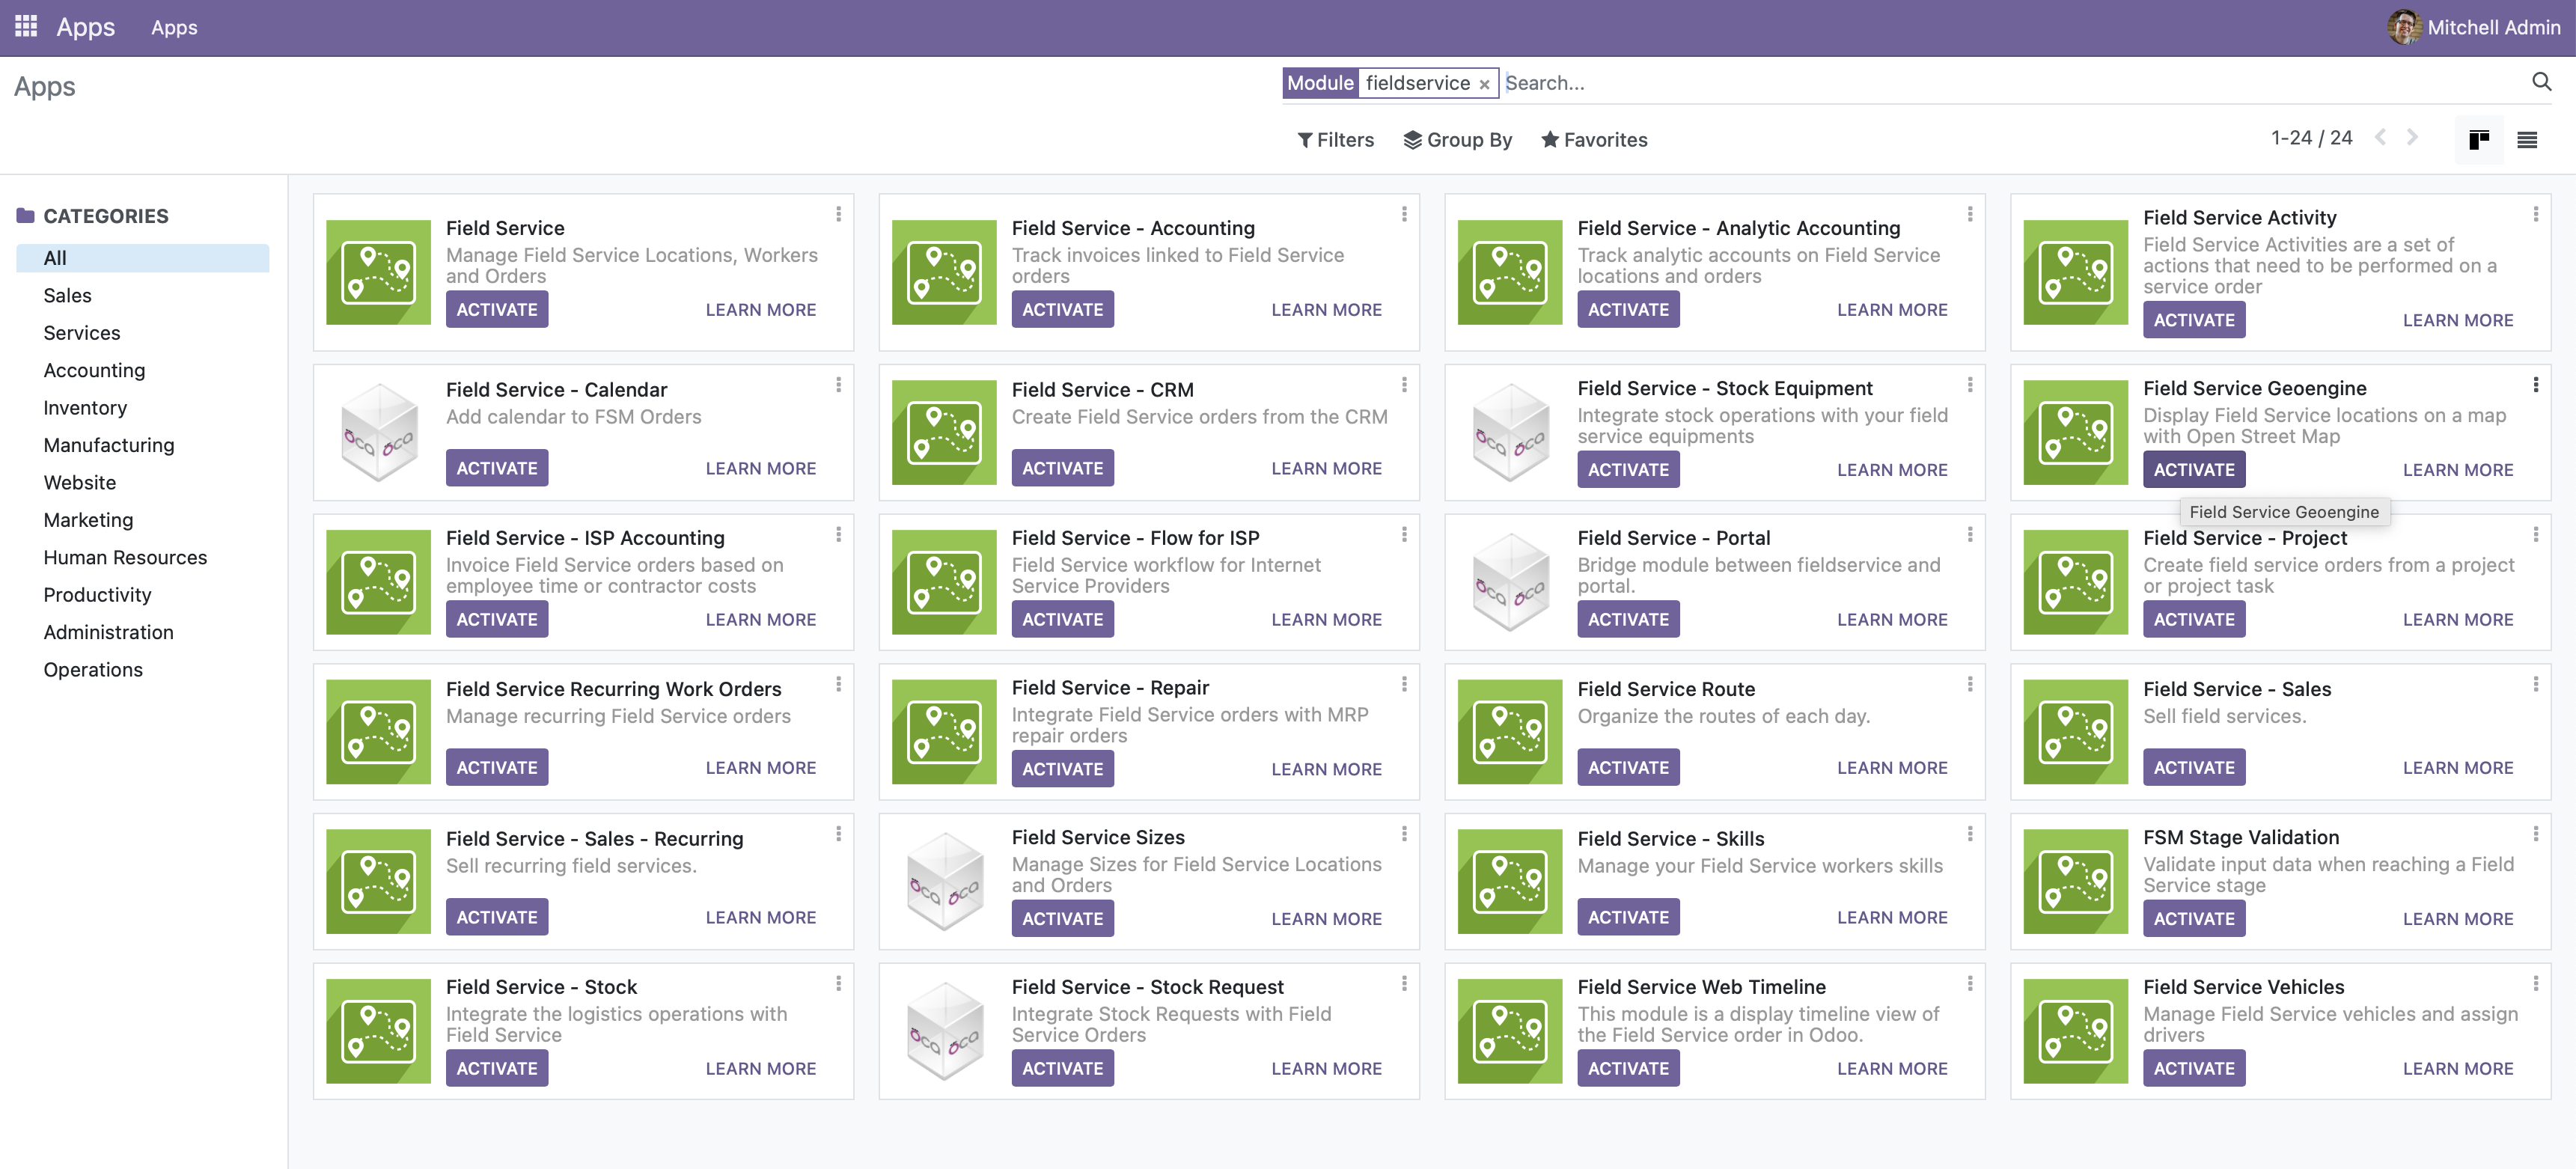 Apps
Apps
Mitchell Admin
Apps
Module fieldservice × Search...
Filters
Group By
Favorites
1-24 / 24
CATEGORIES
All
Sales
Services
Accounting
Inventory
Manufacturing
Website
Marketing
Human Resources
Productivity
Administration
Operations
Field Service
Manage Field Service Locations, Workers
and Orders
ACTIVATE
LEARN MORE
Field Service - Accounting
Track invoices linked to Field Service
orders
ACTIVATE
LEARN MORE
Field Service - Analytic Accounting
Track analytic accounts on Field Service
locations and orders
ACTIVATE
LEARN MORE
Field Service Activity
Field Service Activities are a set of
actions that need to be performed on a
service order
ACTIVATE
LEARN MORE
oca oca
Field Service - Calendar
Add calendar to FSM Orders
ACTIVATE
LEARN MORE
Field Service - CRM
Create Field Service orders from the CRM
ACTIVATE
LEARN MORE
oca oca
Field Service - Stock Equipment
Integrate stock operations with your field
service equipments
ACTIVATE
LEARN MORE
Field Service Geoengine
Display Field Service locations on a map
with Open Street Map
ACTIVATE
LEARN MORE
Field Service Geoengine
Field Service - ISP Accounting
Invoice Field Service orders based on
employee time or contractor costs
ACTIVATE
LEARN MORE
Field Service - Flow for ISP
Field Service workflow for Internet
Service Providers
ACTIVATE
LEARN MORE
oca oca
Field Service - Portal
Bridge module between fieldservice and
portal.
ACTIVATE
LEARN MORE
Field Service - Project
Create field service orders from a project
or project task
ACTIVATE
LEARN MORE
Field Service Recurring Work Orders
Manage recurring Field Service orders
ACTIVATE
LEARN MORE
Field Service - Repair
Integrate Field Service orders with MRP
repair orders
ACTIVATE
LEARN MORE
Field Service Route
Organize the routes of each day.
ACTIVATE
LEARN MORE
Field Service - Sales
Sell field services.
ACTIVATE
LEARN MORE
Field Service - Sales - Recurring
Sell recurring field services.
ACTIVATE
LEARN MORE
oca oca
Field Service Sizes
Manage Sizes for Field Service Locations
and Orders
ACTIVATE
LEARN MORE
Field Service - Skills
Manage your Field Service workers skills
ACTIVATE
LEARN MORE
FSM Stage Validation
Validate input data when reaching a Field
Service stage
ACTIVATE
LEARN MORE
Field Service - Stock
Integrate the logistics operations with
Field Service
ACTIVATE
LEARN MORE
oca oca
Field Service - Stock Request
Integrate Stock Requests with Field
Service Orders
ACTIVATE
LEARN MORE
Field Service Web Timeline
This module is a display timeline view of
the Field Service order in Odoo.
ACTIVATE
LEARN MORE
Field Service Vehicles
Manage Field Service vehicles and assign
drivers
ACTIVATE
LEARN MORE